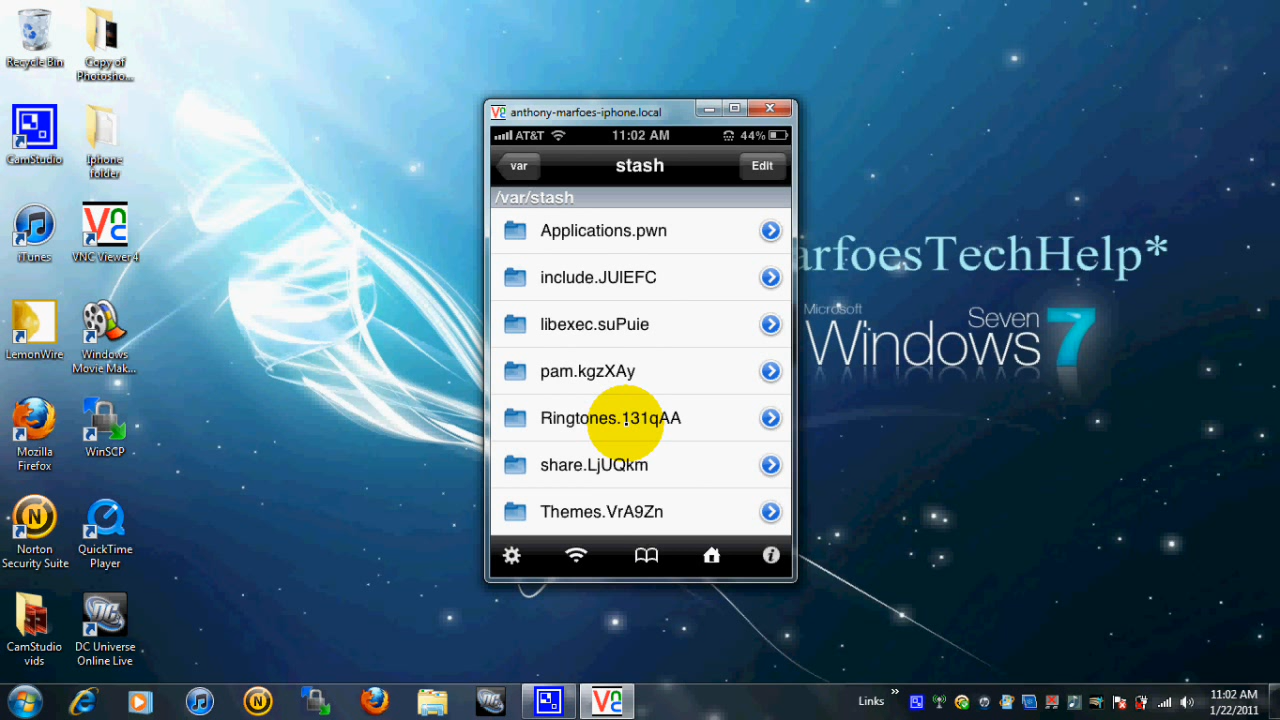 Recycle Bin
Copy of
Photosho...
CamStudio
Iphone
folder
iTunes
VNC Viewer 4
LemonWire
Windows
Movie Mak...
Mozilla
Firefox
WinSCP
Norton
Security Suite
QuickTime
Player
CamStudio
vids
DC Universe
Online Live
anthony-marfoes-iphone.local
AT&T
11:02 AM
44%
var
stash
Edit
/var/stash
Applications.pwn
include.JUlEFC
libexec.suPuie
pam.kgzXAy
Ringtones.131qAA
share.LjUQkm
Themes.VrA9Zn
arfoesTechHelp*
Microsoft
Windows Seven 7
Links
11:02 AM
1/22/2011